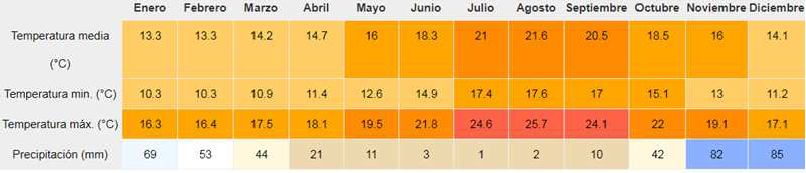 Enero Febrero Marzo Abril Mayo Junio Julio Agosto Septiembre Octubre Noviembre Diciembre
Temperatura media (°C) 13.3 13.3 14.2 14.7 16 18.3 21 21.6 20.5 18.5 16 14.1
Temperatura min. (°C) 10.3 10.3 10.9 11.4 12.6 14.9 17.4 17.6 17 15.1 13 11.2
Temperatura máx. (°C) 16.3 16.4 17.5 18.1 19.5 21.8 24.6 25.7 24.1 22 19.1 17.1
Precipitación (mm) 69 53 44 21 11 3 1 2 10 42 82 85